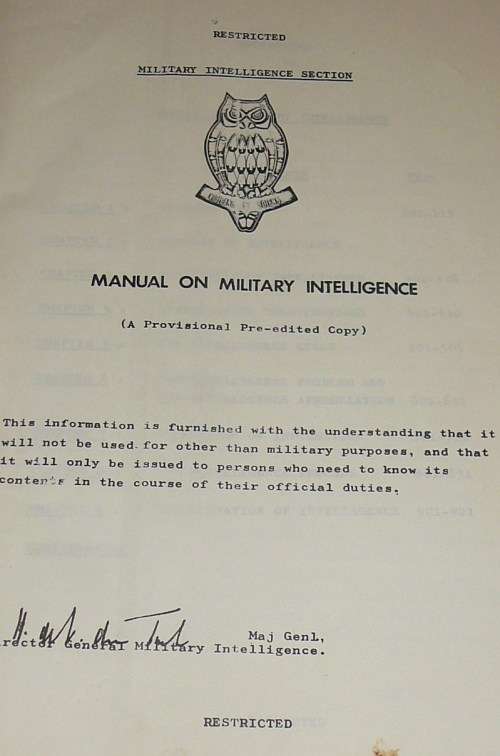 RESTRICTED
MILITARY INTELLIGENCE SECTION
MANUAL ON MILITARY INTELLIGENCE
(A Provisional Pre-edited Copy)
This information is furnished with the understanding that it
will not be used for other than military purposes, and that
it will only be issued to persons who need to know its
contents in the course of their official duties.
Maj Genl,
rector General Military Intelligence.
RESTRICTED